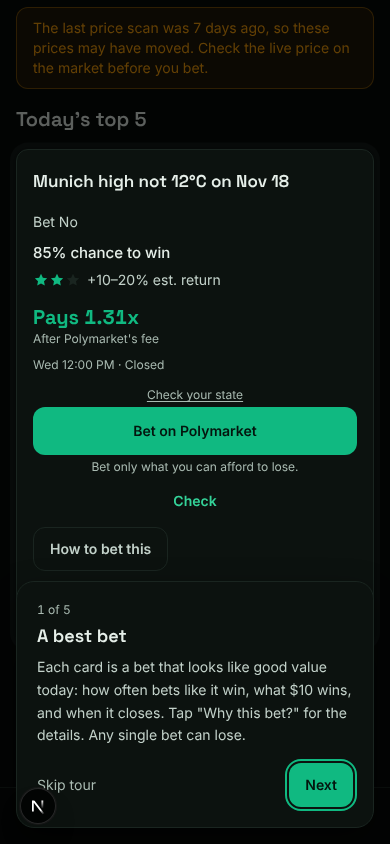 The last price scan was 7 days ago, so these
prices may have moved. Check the live price on
the market before you bet.
Today's top 5
Munich high not 12°C on Nov 18
Bet No
85% chance to win
+10–20% est. return
Pays 1.31x
After Polymarket's fee
Wed 12:00 PM · Closed
Check your state
Bet on Polymarket
Bet only what you can afford to lose.
Check
How to bet this
1 of 5
A best bet
Each card is a bet that looks like good value
today: how often bets like it win, what $10 wins,
and when it closes. Tap "Why this bet?" for the
details. Any single bet can lose.
Skip tour
Next
N